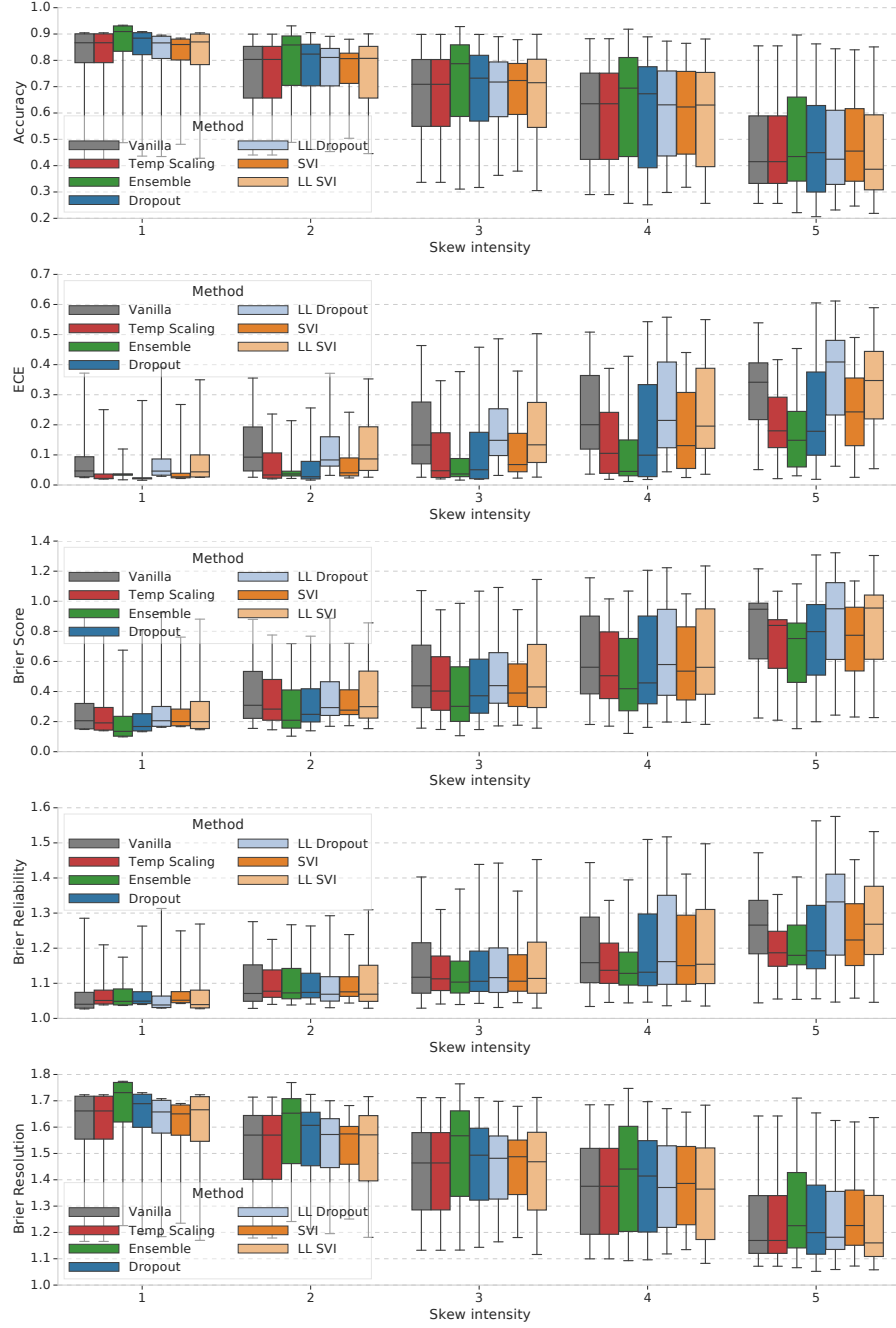 1.0
0.9
0.8
0.7
0.6
0.5
0.4
0.3
0.2
Accuracy
Method
Vanilla
Temp Scaling
Ensemble
Dropout
LL Dropout
SVI
LL SVI
1 2 3 4 5
Skew intensity
0.7
0.6
0.5
0.4
0.3
0.2
0.1
0.0
ECE
Method
Vanilla
Temp Scaling
Ensemble
Dropout
LL Dropout
SVI
LL SVI
1 2 3 4 5
Skew intensity
1.4
1.2
1.0
0.8
0.6
0.4
0.2
0.0
Brier Score
Method
Vanilla
Temp Scaling
Ensemble
Dropout
LL Dropout
SVI
LL SVI
1 2 3 4 5
Skew intensity
1.6
1.5
1.4
1.3
1.2
1.1
1.0
Brier Reliability
Method
Vanilla
Temp Scaling
Ensemble
Dropout
LL Dropout
SVI
LL SVI
1 2 3 4 5
Skew intensity
1.8
1.7
1.6
1.5
1.4
1.3
1.2
1.1
1.0
Brier Resolution
Method
Vanilla
Temp Scaling
Ensemble
Dropout
LL Dropout
SVI
LL SVI
1 2 3 4 5
Skew intensity